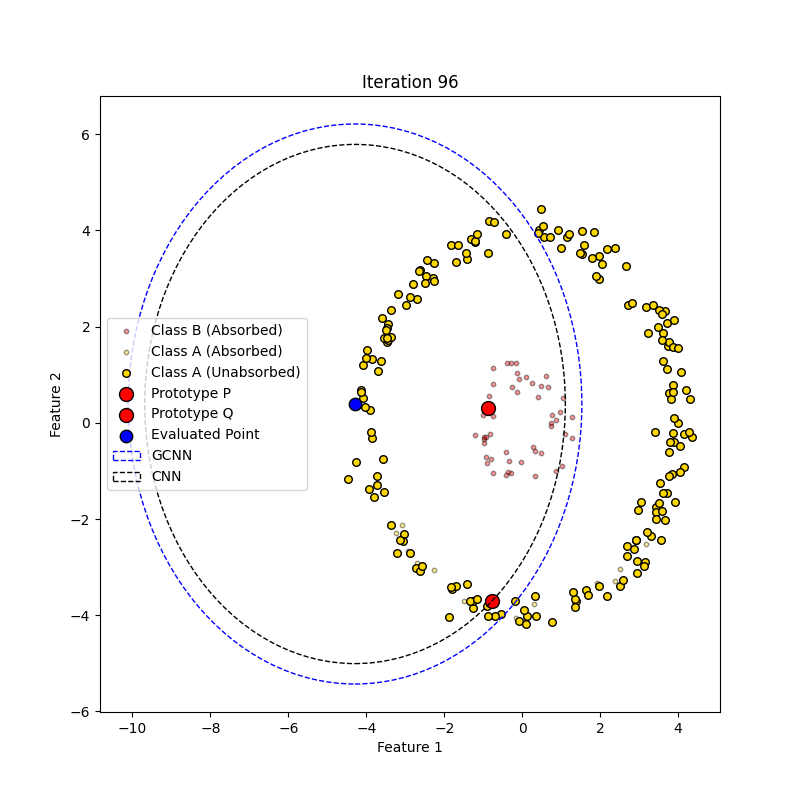 Iteration 96
Feature 2
6
4
2
0
−2
−4
−6
Class B (Absorbed)
Class A (Absorbed)
Class A (Unabsorbed)
Prototype P
Prototype Q
Evaluated Point
GCNN
CNN
−10 −8 −6 −4 −2 0 2 4
Feature 1